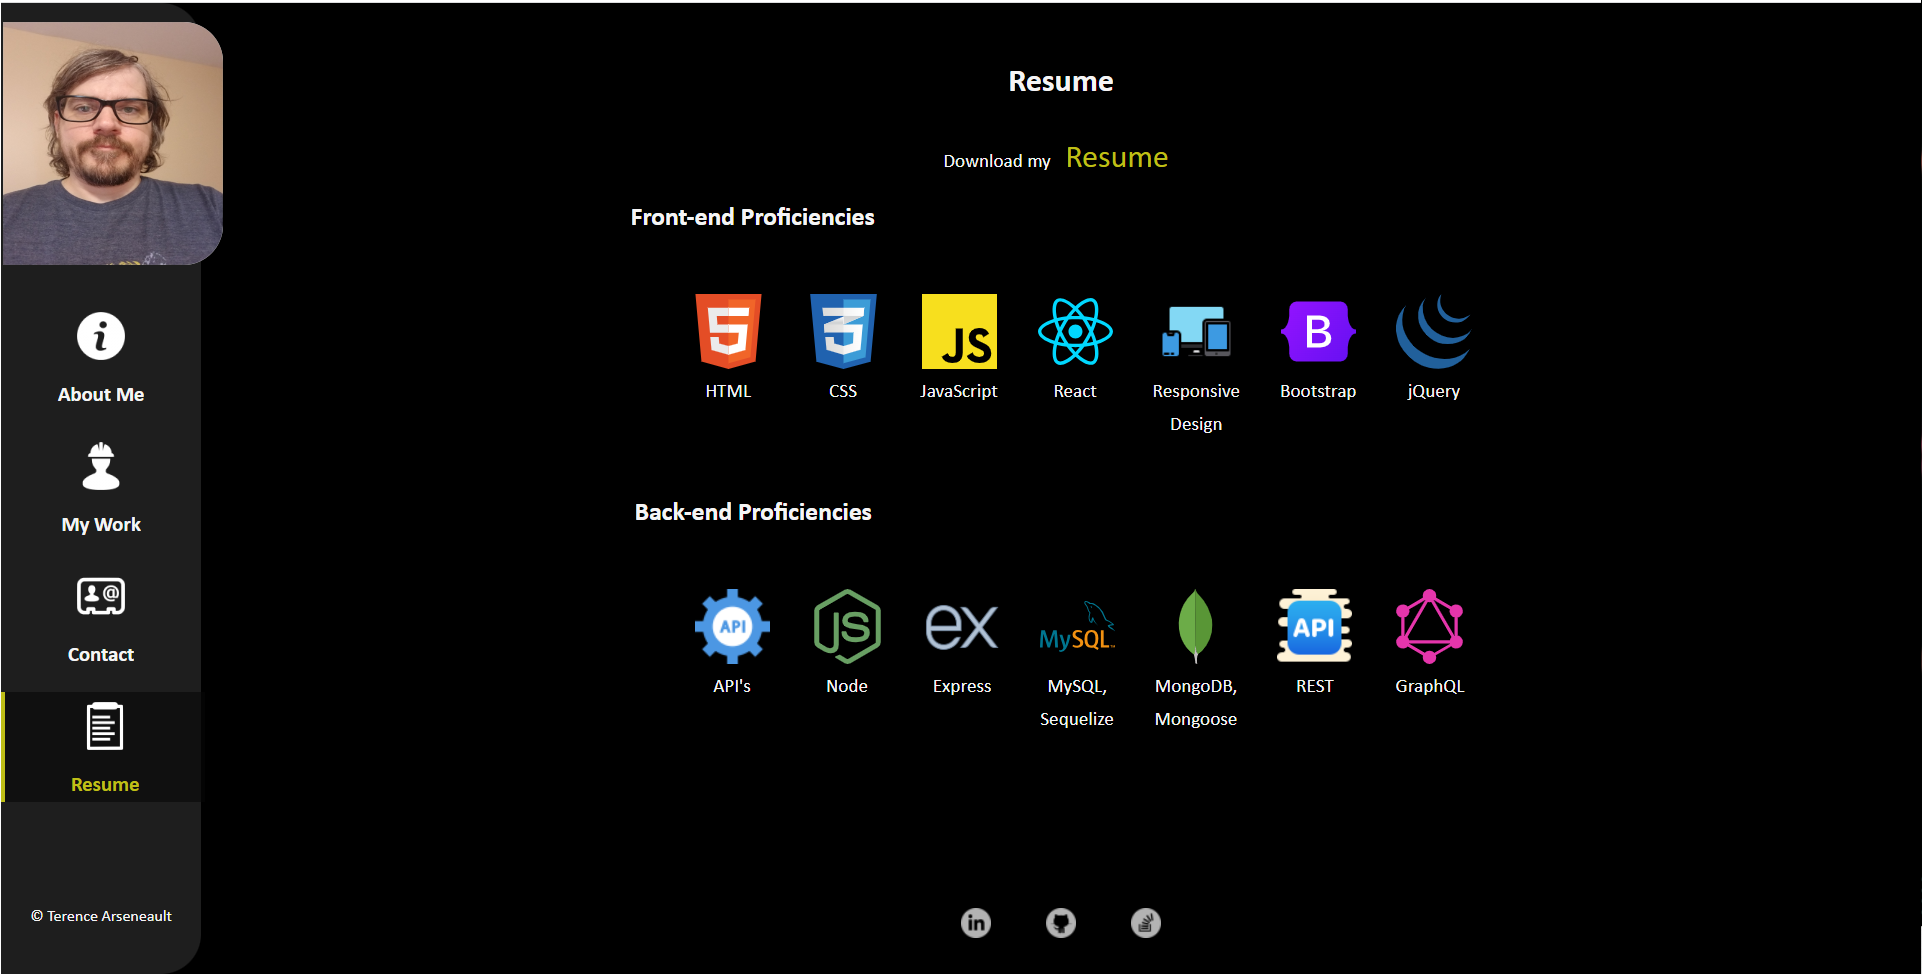 Resume
Download my Resume
Front-end Proficiencies
5
3
JS
B
HTML
CSS
JavaScript
React
Responsive
Design
Bootstrap
jQuery
Back-end Proficiencies
API
JS
ex
MySQL
API
API's
Node
Express
MySQL,
Sequelize
MongoDB,
Mongoose
REST
GraphQL
i
About Me
My Work
@
Contact
Resume
© Terence Arseneault
in